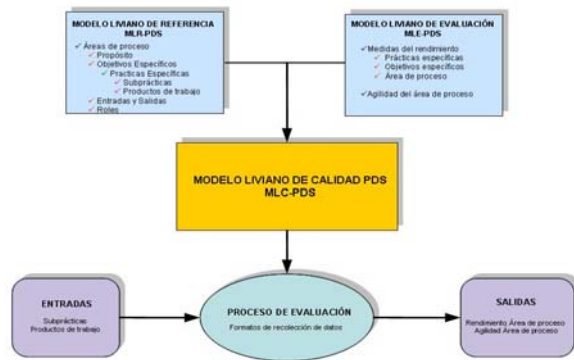 MODELO LIVIANO DE REFERENCIA
MLR-PDS
Áreas de proceso
Propósito
Objetivos Específicos
Practicas Específicas
Subprácticas
Productos de trabajo
Entradas y Salidas
Roles
MODELO LIVIANO DE EVALUACIÓN
MLE-PDS
Medidas del rendimiento
Prácticas específicas
Objetivos específicos
Área de proceso
Agilidad del área de proceso
MODELO LIVIANO DE CALIDAD PDS
MLC-PDS
ENTRADAS
Subprácticas
Productos de trabajo.
PROCESO DE EVALUACIÓN
Formatos de recolección de datos
SALIDAS
Rendimiento Área de proceso
Agilidad Área de proceso